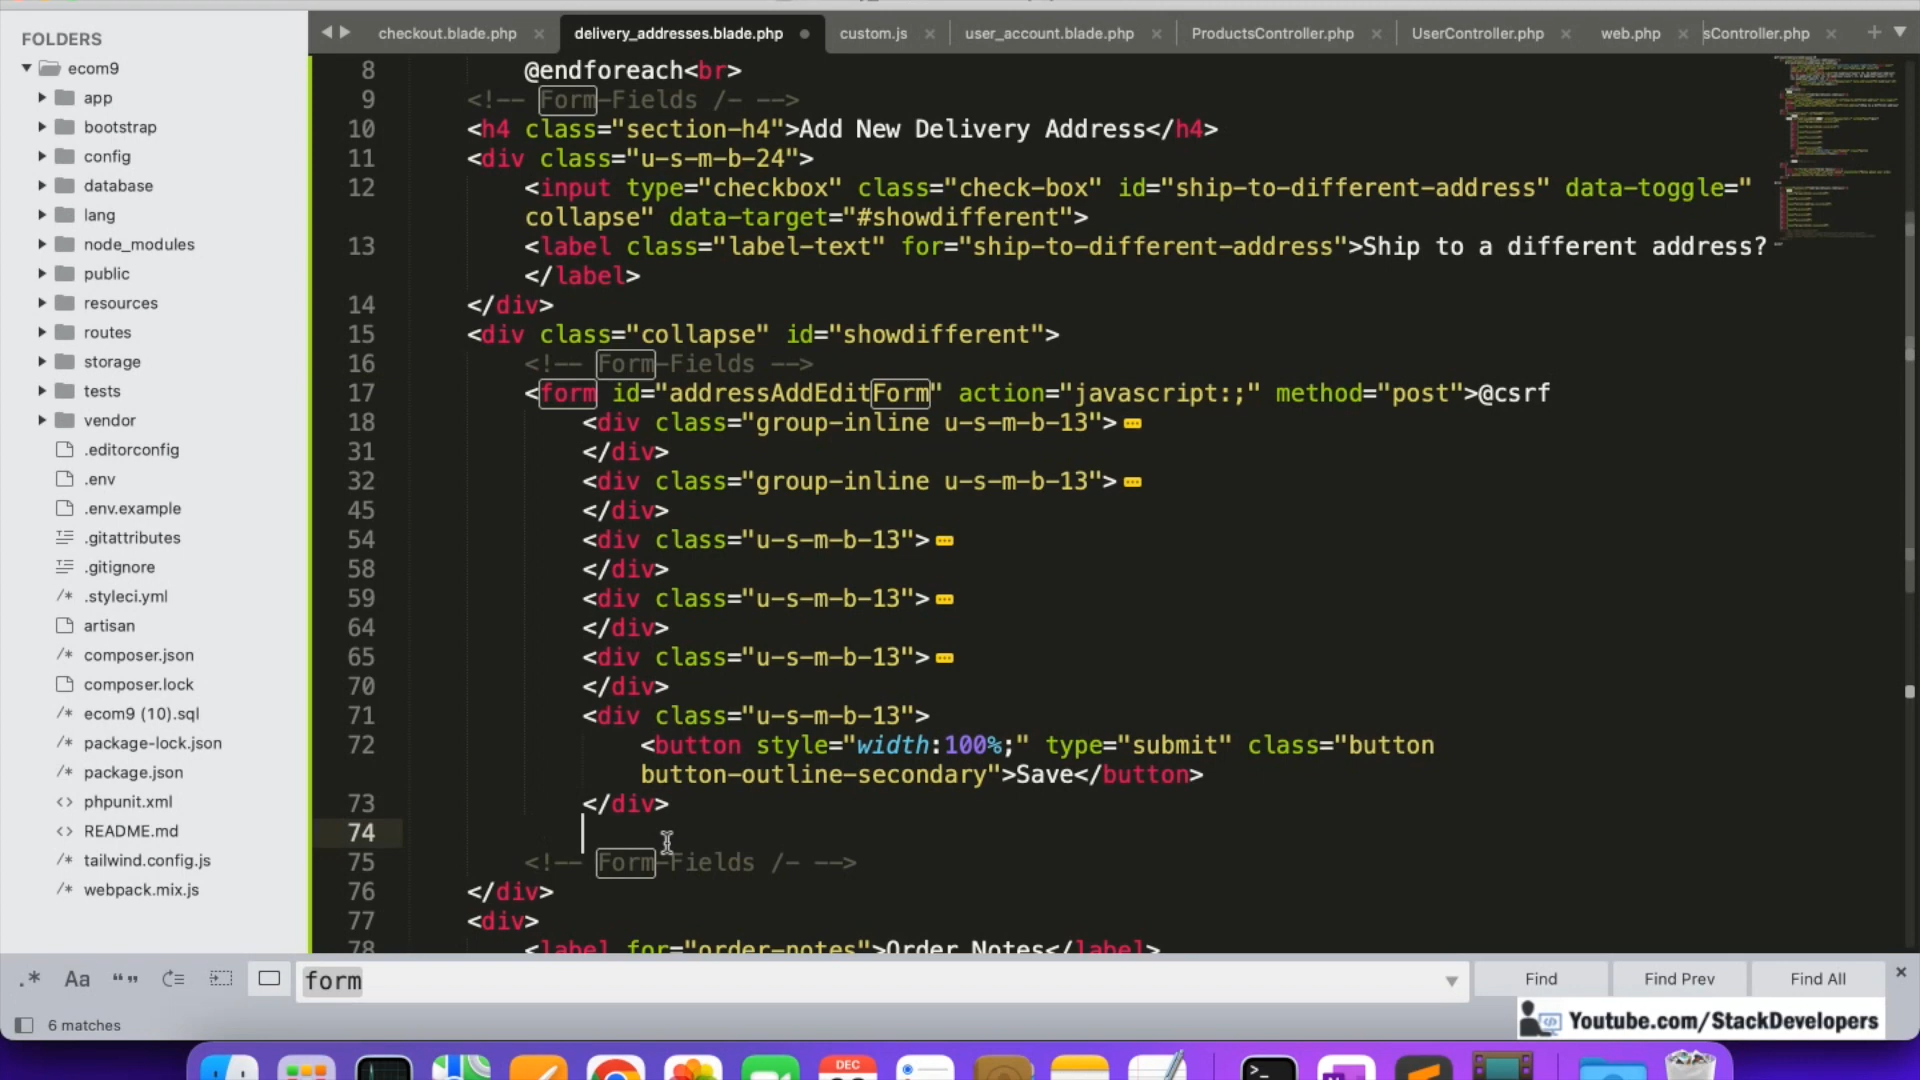 FOLDERS
ecom9
app
bootstrap
config
database
lang
node_modules
public
resources
routes
storage
tests
vendor
.editorconfig
.env
.env.example
.gitattributes
.gitignore
.styleci.yml
artisan
composer.json
composer.lock
ecom9 (10).sql
package-lock.json
package.json
phpunit.xml
README.md
tailwind.config.js
webpack.mix.js
checkout.blade.php
delivery_addresses.blade.php
custom.js
user_account.blade.php
ProductsController.php
UserController.php
web.php
sController.php
8 @endforeach<br>
9 <!-- Form-Fields /- -->
10 <h4 class="section-h4">Add New Delivery Address</h4>
11 <div class="u-s-m-b-24">
12 <input type="checkbox" class="check-box" id="ship-to-different-address" data-toggle="
collapse" data-target="#showdifferent">
13 <label class="label-text" for="ship-to-different-address">Ship to a different address?
</label>
14 </div>
15 <div class="collapse" id="showdifferent">
16 <!-- Form-Fields -->
17 <form id="addressAddEditForm" action="javascript:;" method="post">@csrf
18 <div class="group-inline u-s-m-b-13">
31 </div>
32 <div class="group-inline u-s-m-b-13">
45 </div>
54 <div class="u-s-m-b-13">
58 </div>
59 <div class="u-s-m-b-13">
64 </div>
65 <div class="u-s-m-b-13">
70 </div>
71 <div class="u-s-m-b-13">
72 <button style="width:100%;" type="submit" class="button
button-outline-secondary">Save</button>
73 </div>
74
75 <!-- Form-Fields /- -->
76 </div>
77 <div>
78 <label for="order-notes">Order Notes</label>
.* Aa “” form Find Find Prev Find All
6 matches
Youtube.com/StackDevelopers
DEC